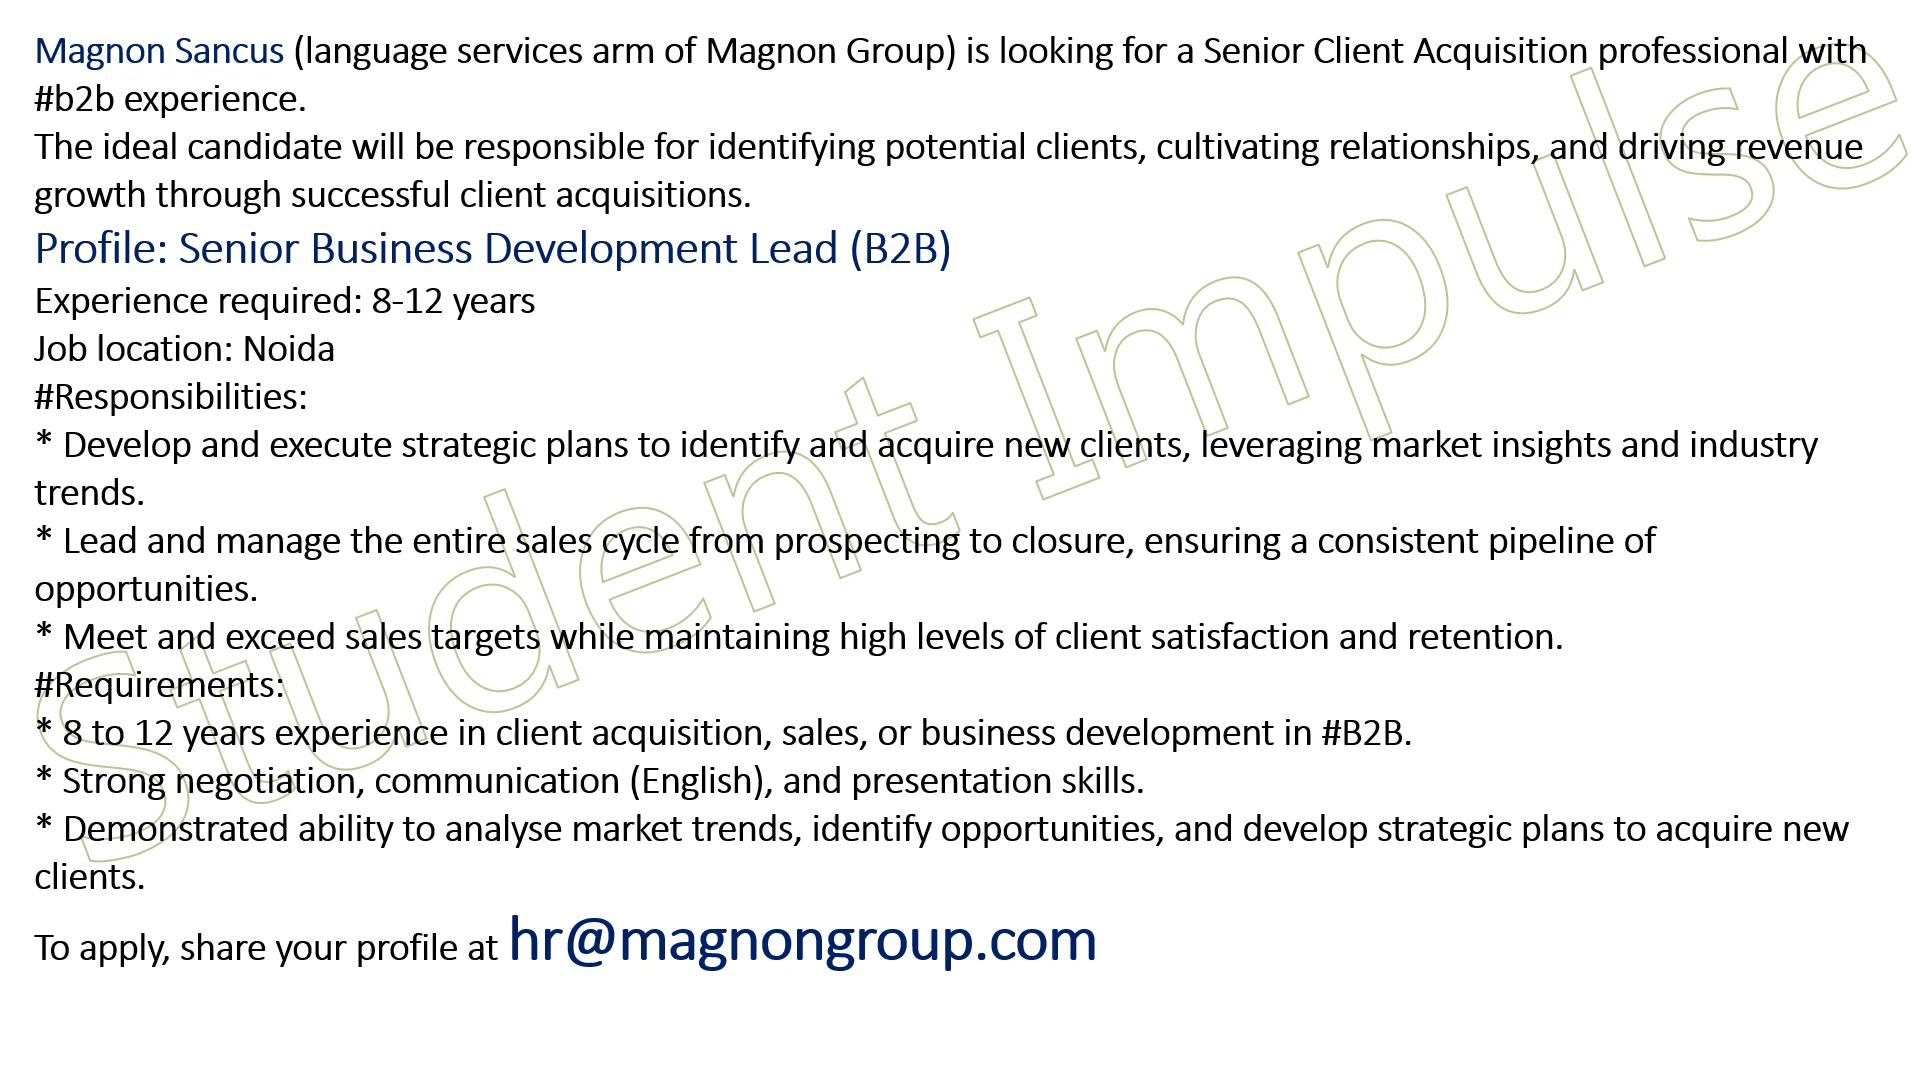 Magnon Sancus (language services arm of Magnon Group) is looking for a Senior Client Acquisition professional with
#b2b experience.
The ideal candidate will be responsible for identifying potential clients, cultivating relationships, and driving revenue
growth through successful client acquisitions.
Profile: Senior Business Development Lead (B2B)
Experience required: 8-12 years
Job location: Noida
#Responsibilities:
* Develop and execute strategic plans to identify and acquire new clients, leveraging market insights and industry
trends.
* Lead and manage the entire sales cycle from prospecting to closure, ensuring a consistent pipeline of
opportunities.
* Meet and exceed sales targets while maintaining high levels of client satisfaction and retention.
#Requirements:
* 8 to 12 years experience in client acquisition, sales, or business development in #B2B.
* Strong negotiation, communication (English), and presentation skills.
* Demonstrated ability to analyse market trends, identify opportunities, and develop strategic plans to acquire new
clients.
To apply, share your profile at hr@magnongroup.com
Student Impulse